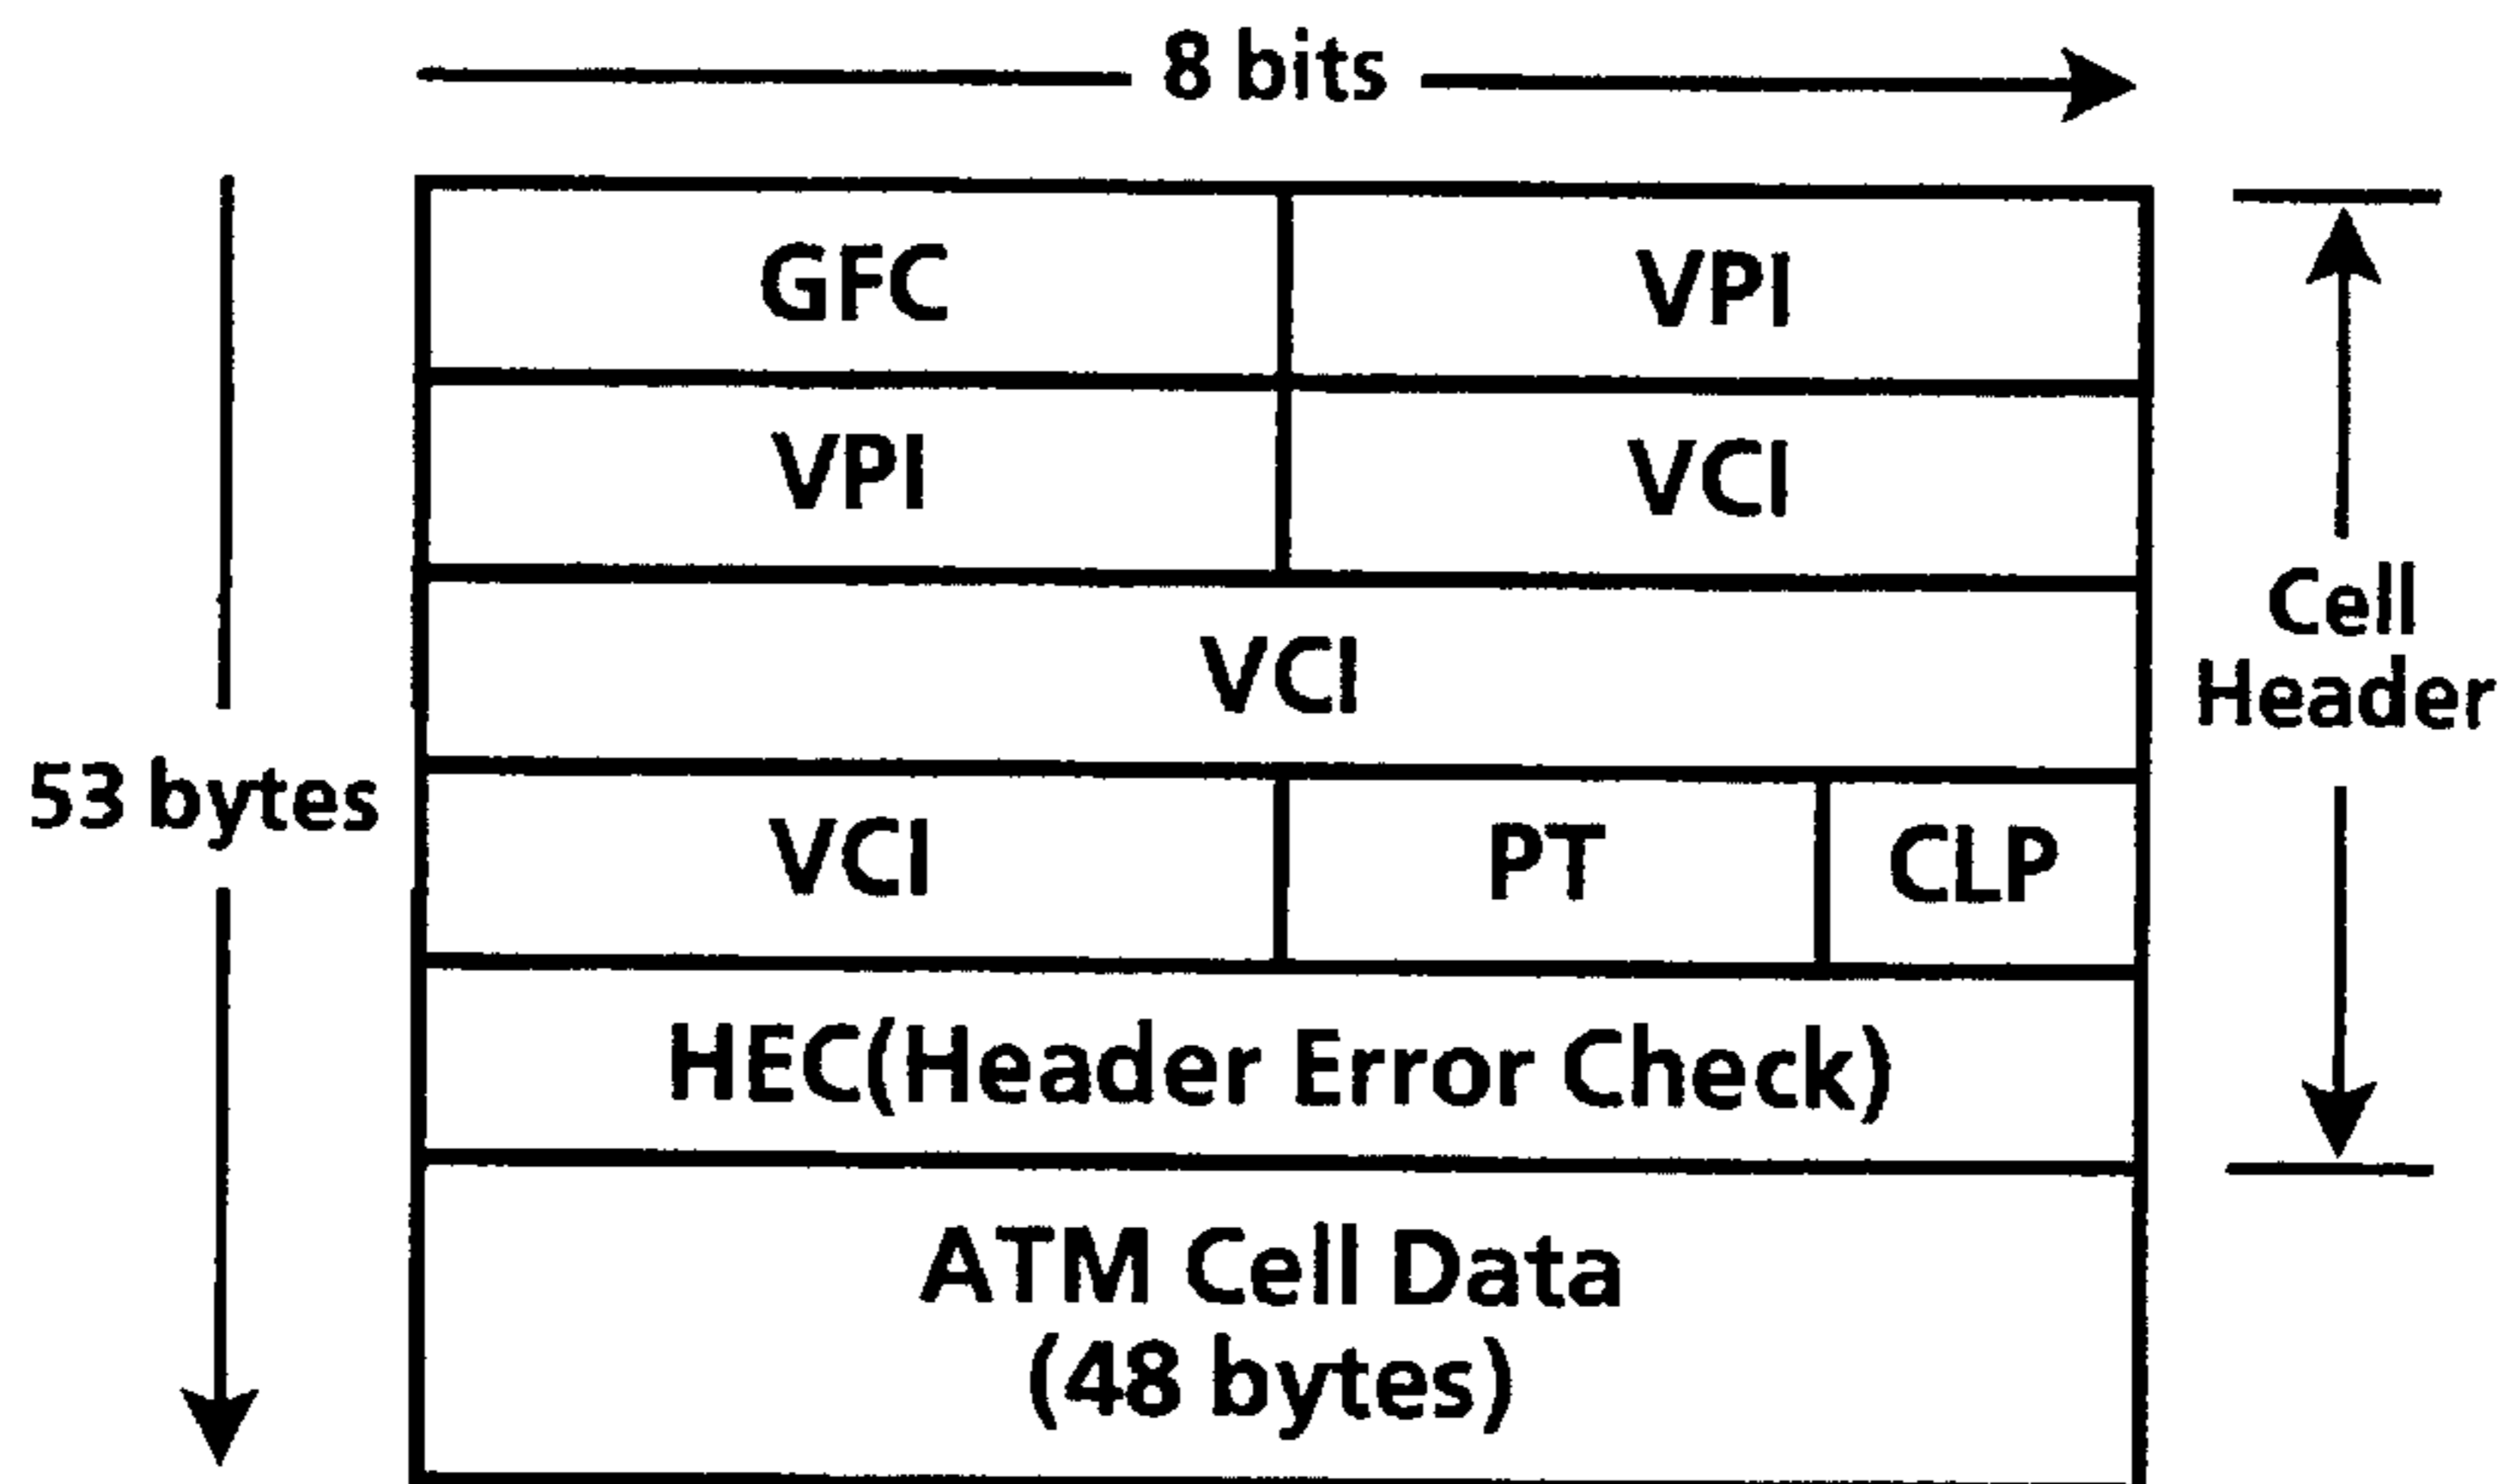 8 bits
GFC
VPI
VPI
VCI
VCI
Cell
Header
53 bytes
VCI
PT
CLP
HEC(Header Error Check)
ATM Cell Data
(48 bytes)